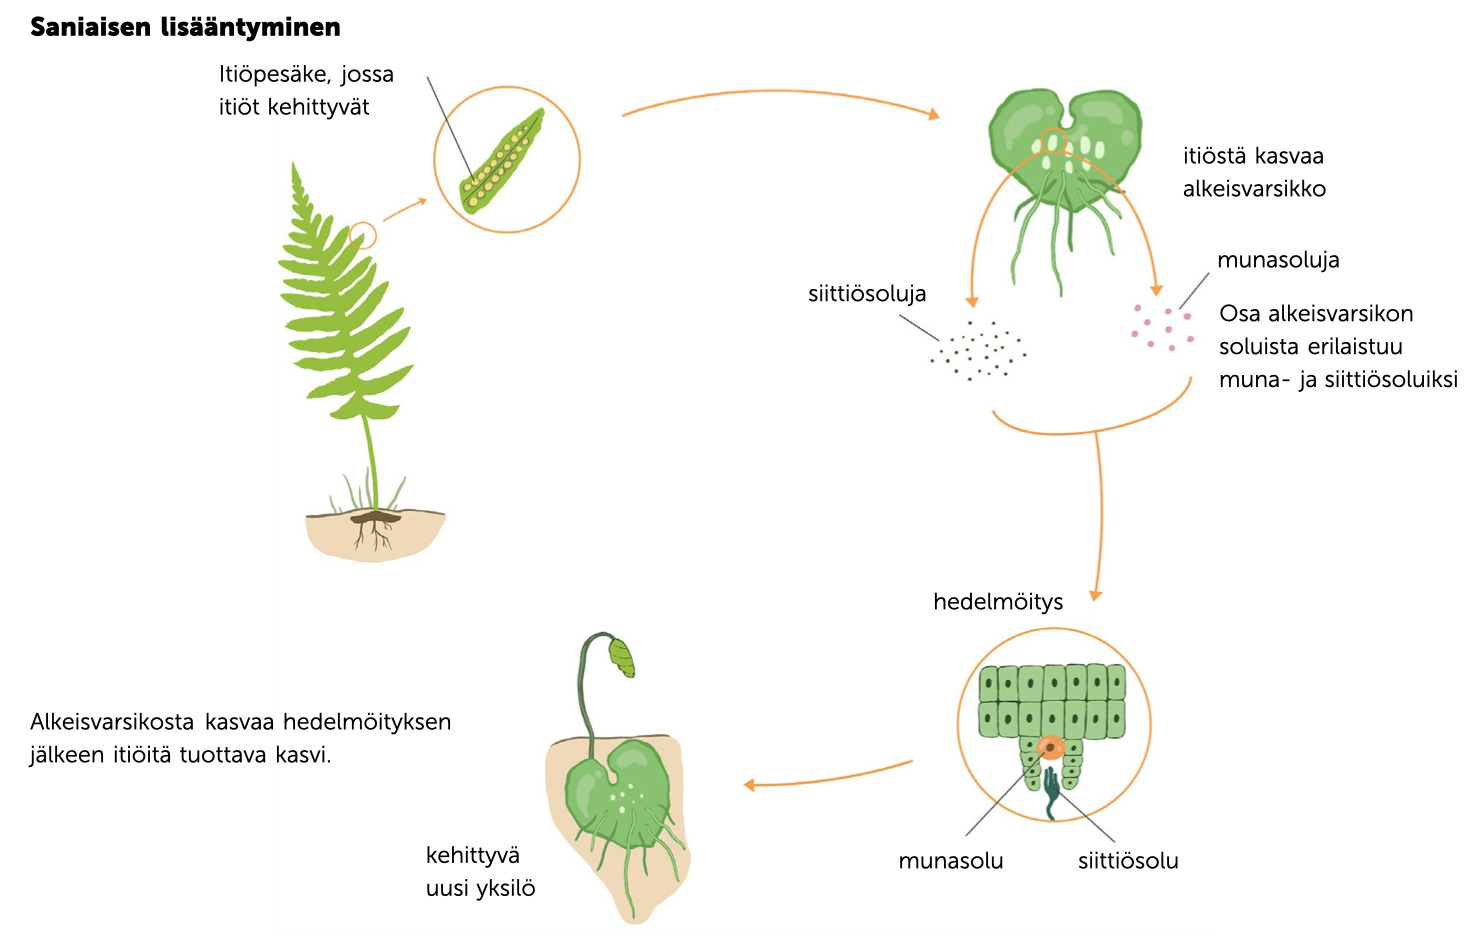 Saniaisen lisääntyminen
Itiöpesäke, jossa
itiöt kehittyvät
itiöstä kasvaa
alkeisvarsikko
munasoluja
siittiösoluja
Osa alkeisvarsikon
soluista erilaistuu
muna- ja siittiösoluiksi
hedelmöitys
munasolu
siittiösolu
Alkeisvarsikosta kasvaa hedelmöityksen
jälkeen itiöitä tuottava kasvi.
kehittyvä
uusi yksilö